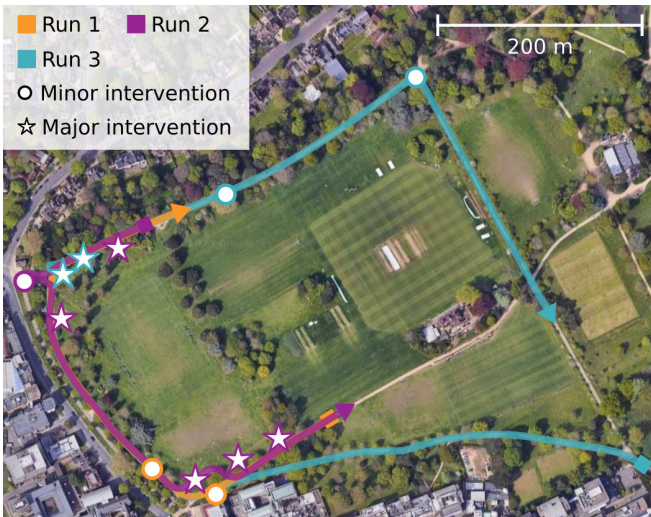 Run 1
Run 2
Run 3
Minor intervention
Major intervention
200 m